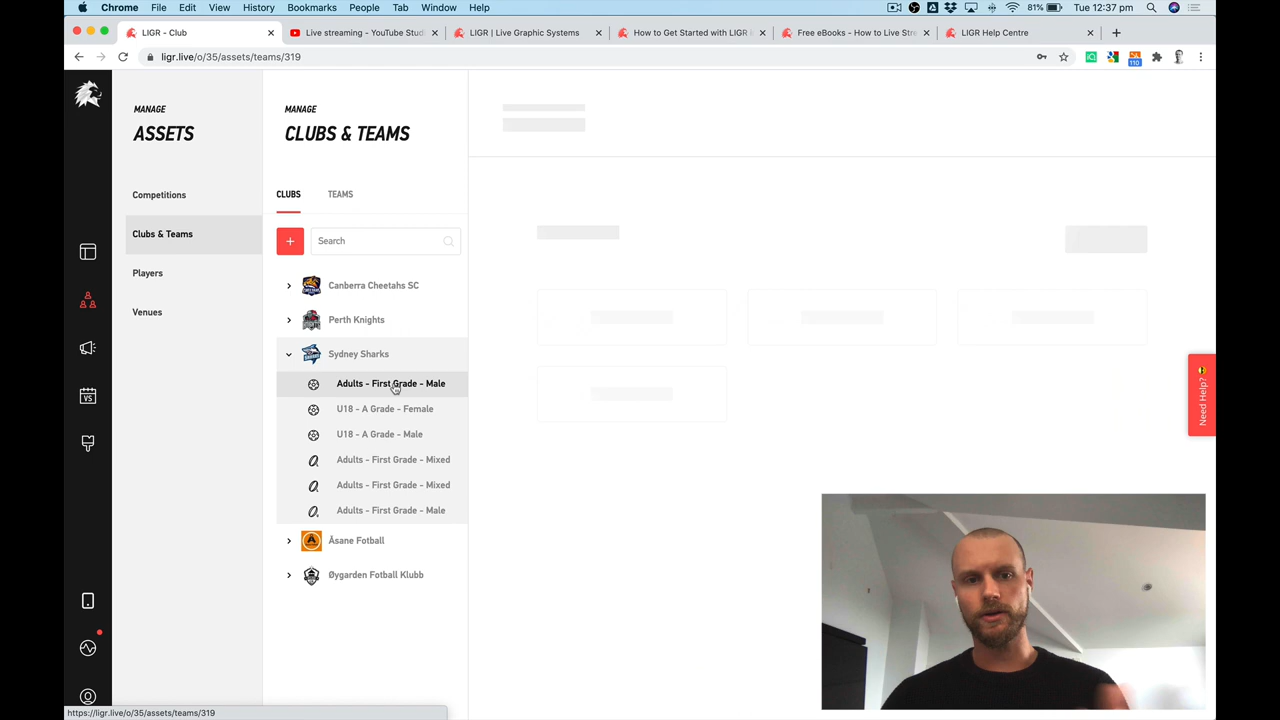 Chrome File Edit View History Bookmarks People Tab Window Help
81% Tue 12:37 pm
LIGR - Club
Live streaming - YouTube Stud
LIGR | Live Graphic Systems
How to Get Started with LIGR
Free eBooks - How to Live Stre
LIGR Help Centre
ligr.live/o/35/assets/teams/319
110
MANAGE
ASSETS
Competitions
Clubs & Teams
Players
Venues
MANAGE
CLUBS & TEAMS
CLUBS TEAMS
+ Search
Canberra Cheetahs SC
Perth Knights
Sydney Sharks
Adults - First Grade - Male
U18 - A Grade - Female
U18 - A Grade - Male
Adults - First Grade - Mixed
Adults - First Grade - Mixed
Adults - First Grade - Male
Åsane Fotball
Øygarden Fotball Klubb
VS
Need Help?
https://ligr.live/o/35/assets/teams/319